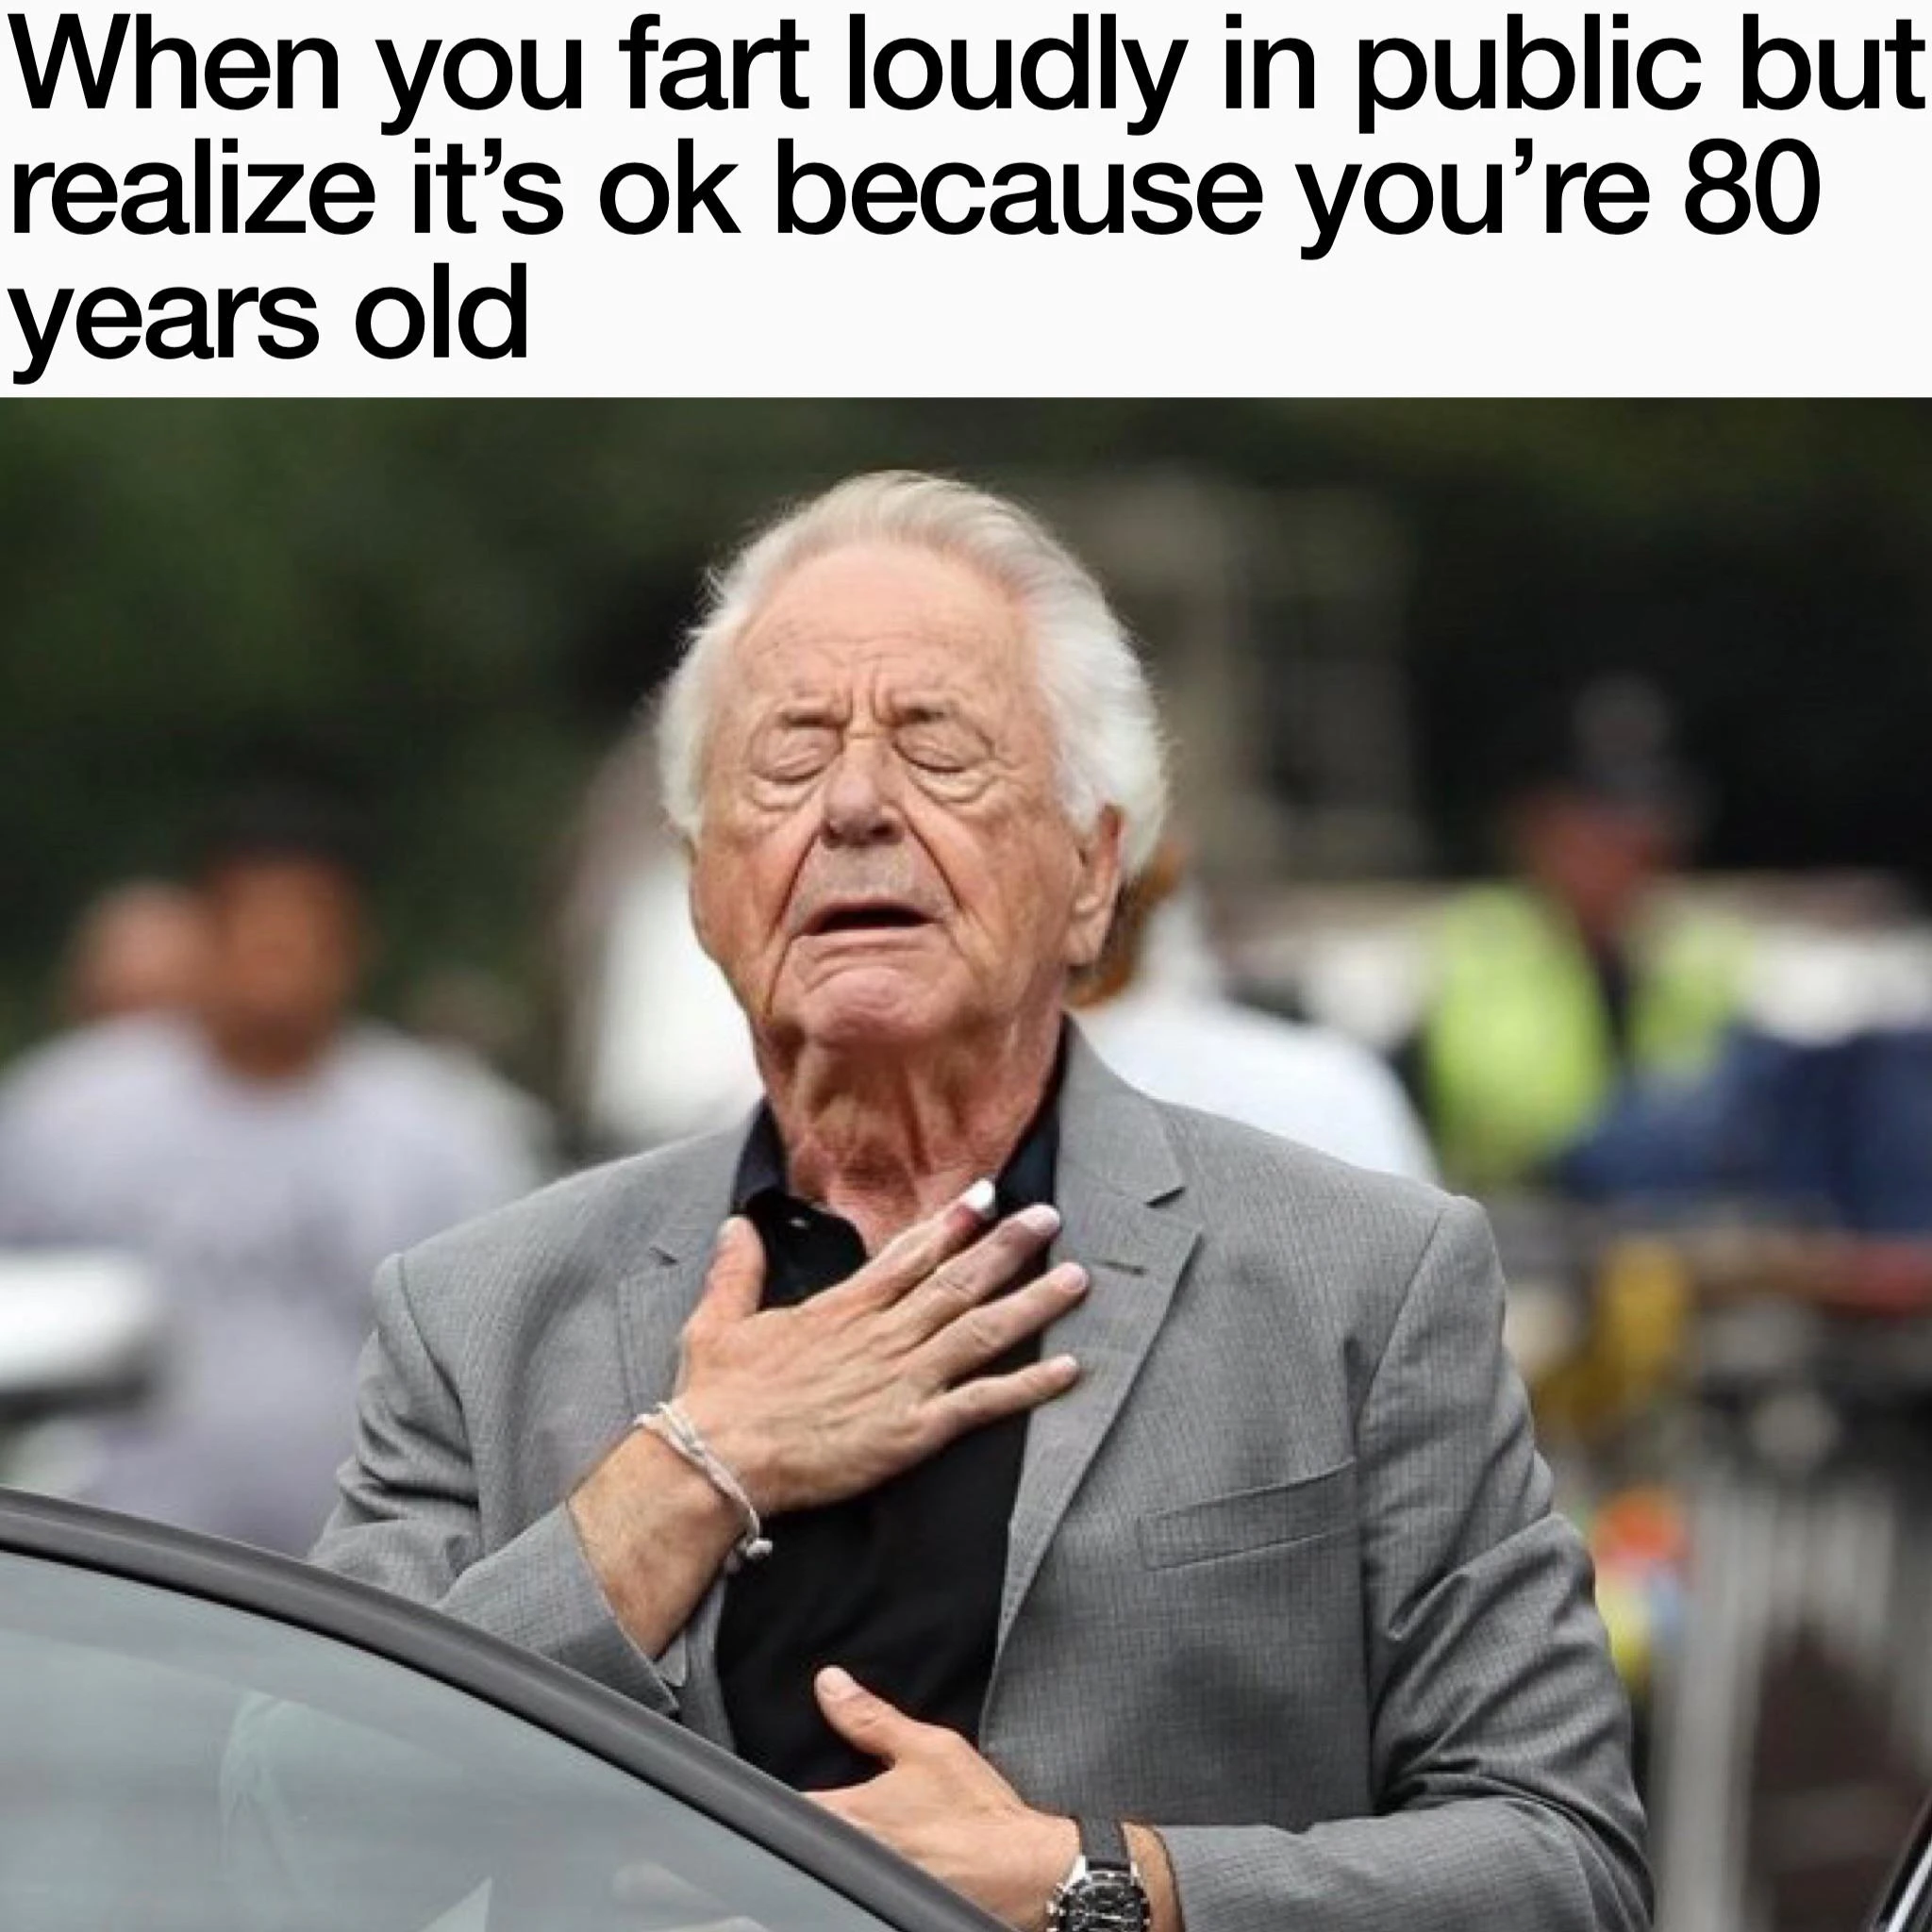 When you fart loudly in public but
realize it’s ok because you’re 80
years old